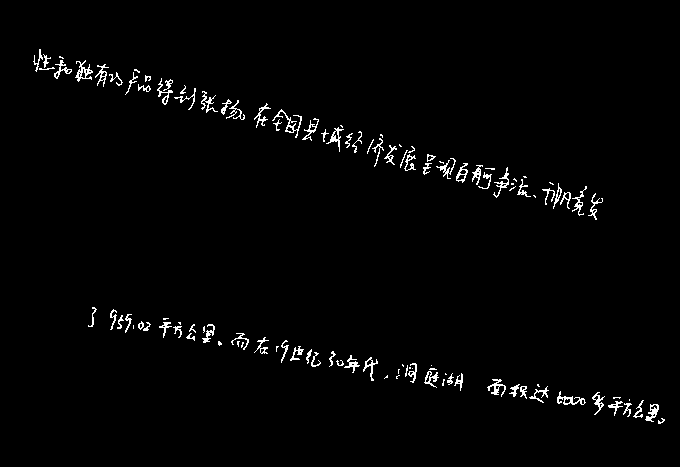 性和独有的产品得到张扬。在全国县域经济发展呈现百舸争流、千帆竞发
了959.02平方公里。而在19世纪30年代，洞庭湖 面积达6000多平方公里。